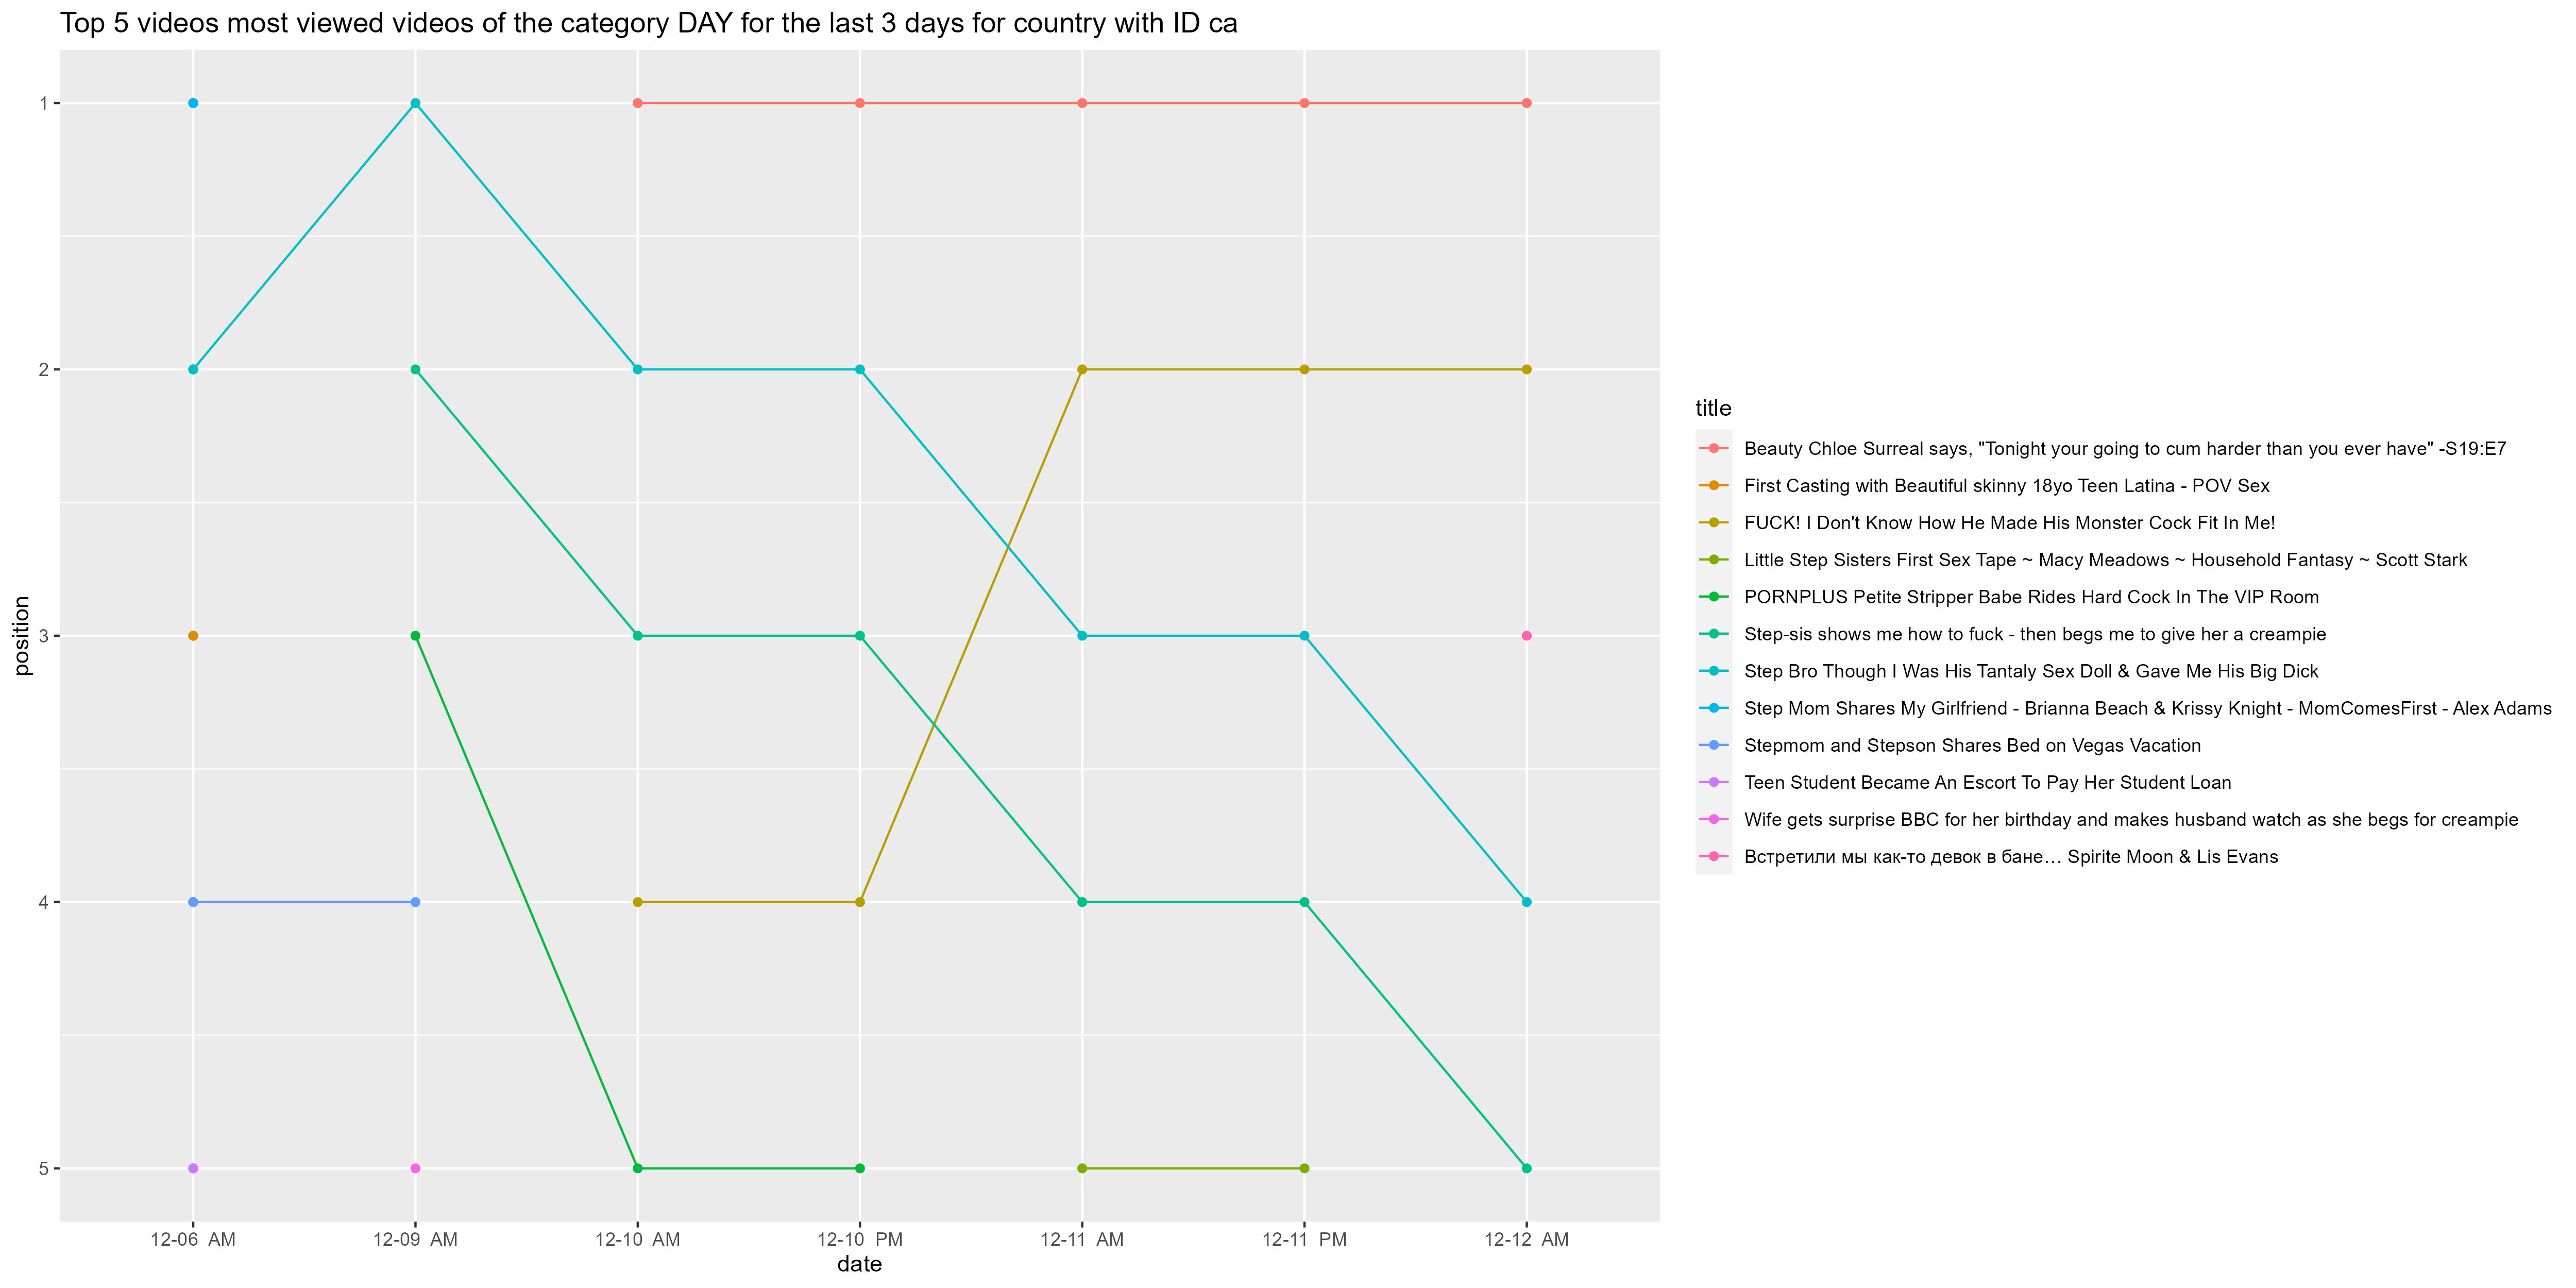 Top 5 videos most viewed videos of the category DAY for the last 3 days for country with ID ca
position
1
2
3
4
5
12-06 AM
12-09 AM
12-10 AM
12-10 PM
12-11 AM
12-11 PM
12-12 AM
date
title
Beauty Chloe Surreal says, "Tonight your going to cum harder than you ever have" -S19:E7
First Casting with Beautiful skinny 18yo Teen Latina - POV Sex
FUCK! I Don't Know How He Made His Monster Cock Fit In Me!
Little Step Sisters First Sex Tape ~ Macy Meadows ~ Household Fantasy ~ Scott Stark
PORNPLUS Petite Stripper Babe Rides Hard Cock In The VIP Room
Step-sis shows me how to fuck - then begs me to give her a creampie
Step Bro Though I Was His Tantaly Sex Doll & Gave Me His Big Dick
Step Mom Shares My Girlfriend - Brianna Beach & Krissy Knight - MomComesFirst - Alex Adams
Stepmom and Stepson Shares Bed on Vegas Vacation
Teen Student Became An Escort To Pay Her Student Loan
Wife gets surprise BBC for her birthday and makes husband watch as she begs for creampie
Встретили мы как-то девок в бане… Spirite Moon & Lis Evans